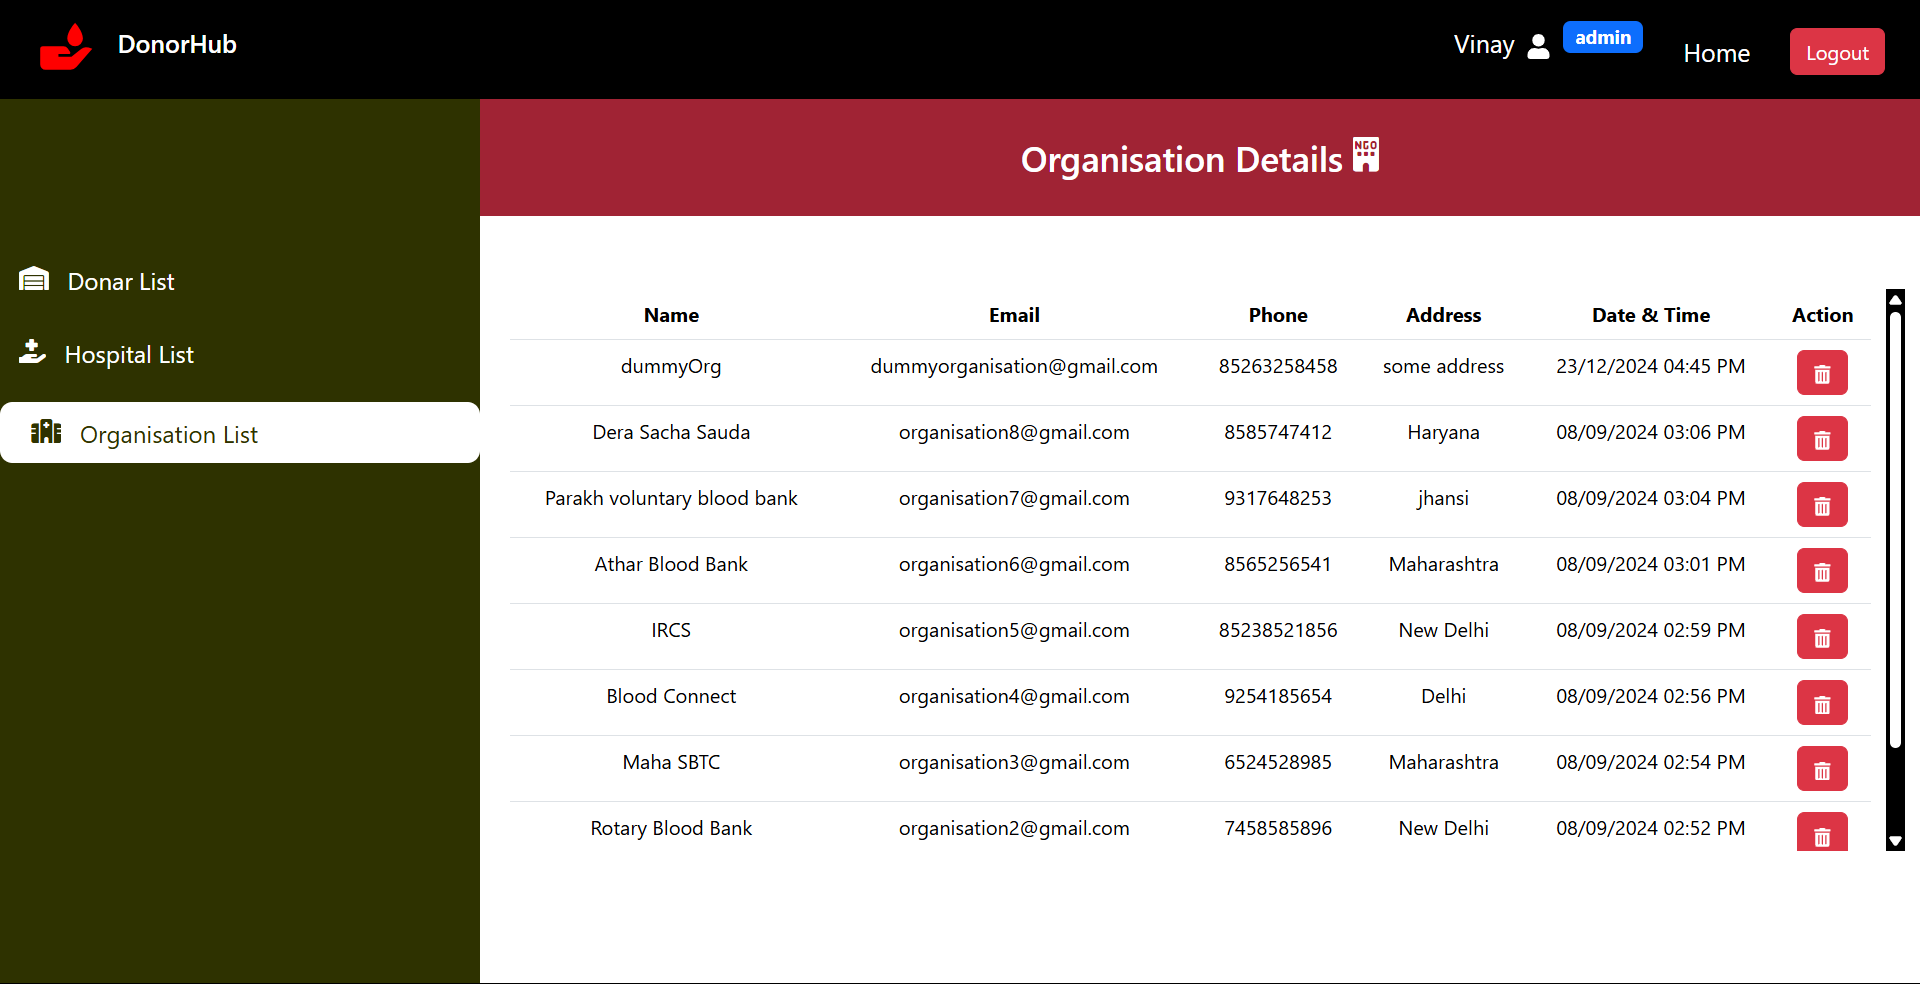 DonorHub
Vinay admin Home Logout
Organisation Details NGO
Donar List
Hospital List
Organisation List
Name Email Phone Address Date & Time Action
dummyOrg dummyorganisation@gmail.com 85263258458 some address 23/12/2024 04:45 PM
Dera Sacha Sauda organisation8@gmail.com 8585747412 Haryana 08/09/2024 03:06 PM
Parakh voluntary blood bank organisation7@gmail.com 9317648253 jhansi 08/09/2024 03:04 PM
Athar Blood Bank organisation6@gmail.com 8565256541 Maharashtra 08/09/2024 03:01 PM
IRCS organisation5@gmail.com 85238521856 New Delhi 08/09/2024 02:59 PM
Blood Connect organisation4@gmail.com 9254185654 Delhi 08/09/2024 02:56 PM
Maha SBTC organisation3@gmail.com 6524528985 Maharashtra 08/09/2024 02:54 PM
Rotary Blood Bank organisation2@gmail.com 7458585896 New Delhi 08/09/2024 02:52 PM